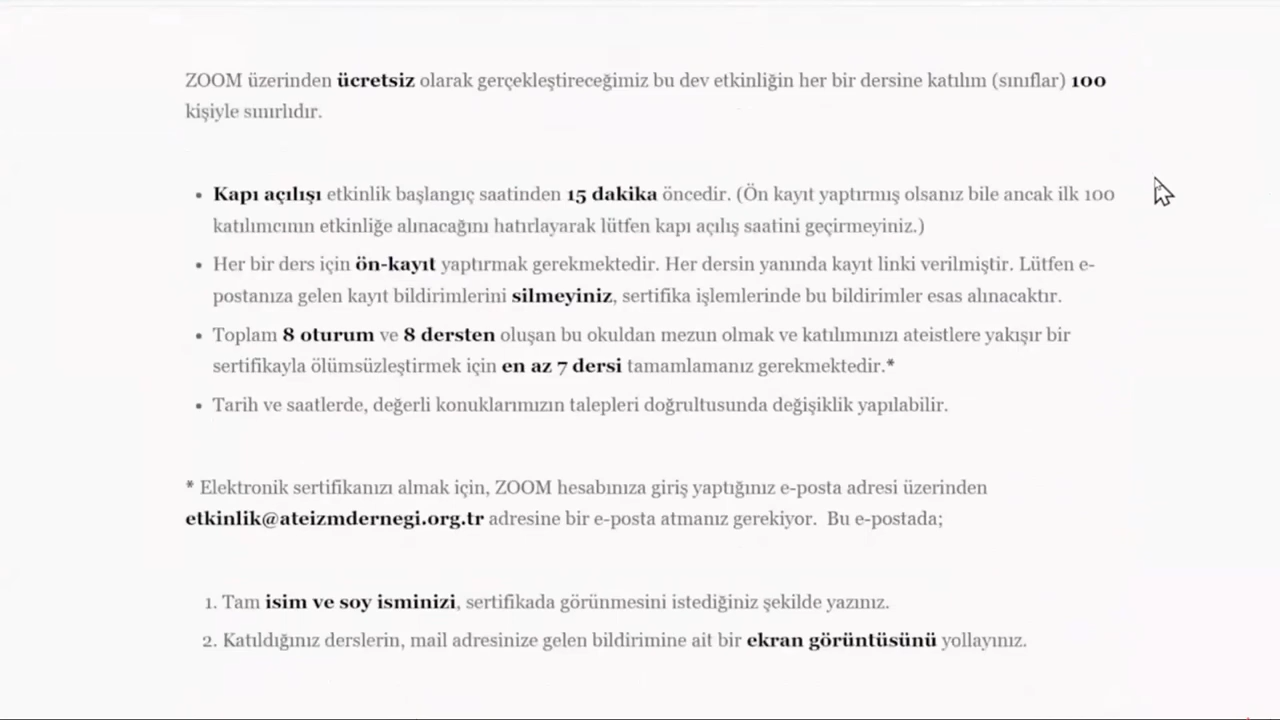 ZOOM üzerinden ücretsiz olarak gerçekleştireceğimiz bu dev etkinliğin her bir dersine katılım (sınıflar) 100
kişiyle sınırlıdır.
• Kapı açılışı etkinlik başlangıç saatinden 15 dakika öncedir. (Ön kayıt yaptırmış olsanız bile ancak ilk 100
katılımcının etkinliğe alınacağını hatırlayarak lütfen kapı açılış saatini geçirmeyiniz.)
• Her bir ders için ön-kayıt yaptırmak gerekmektedir. Her dersin yanında kayıt linki verilmiştir. Lütfen e-
postanıza gelen kayıt bildirimlerini silmeyiniz, sertifika işlemlerinde bu bildirimler esas alınacaktır.
• Toplam 8 oturum ve 8 dersten oluşan bu okuldan mezun olmak ve katılımınızı ateistlere yakışır bir
sertifikayla ölümsüzleştirmek için en az 7 dersi tamamlamanız gerekmektedir.*
• Tarih ve saatlerde, değerli konuklarımızın talepleri doğrultusunda değişiklik yapılabilir.
* Elektronik sertifikanızı almak için, ZOOM hesabınıza giriş yaptığınız e-posta adresi üzerinden
etkinlik@ateizmdernegi.org.tr adresine bir e-posta atmanız gerekiyor.  Bu e-postada;
1. Tam isim ve soy isminizi, sertifikada görünmesini istediğiniz şekilde yazınız.
2. Katıldığınız derslerin, mail adresinize gelen bildirimine ait bir ekran görüntüsünü yollayınız.